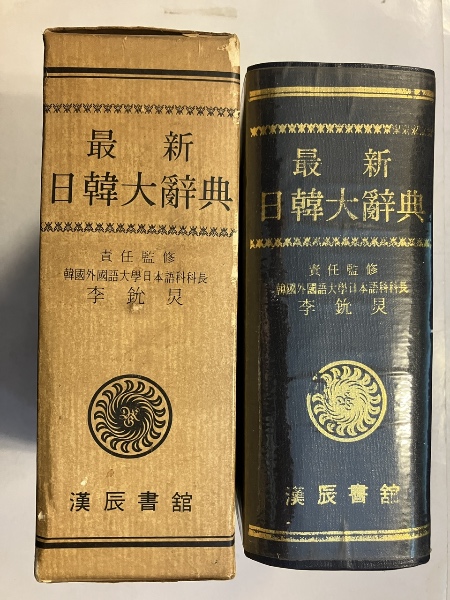 最新
日韓大辭典
責任監修
韓國外國語大學日本語科科長
李鈗炅
漢辰書舘
最新
日韓大辭典
責任監修
韓國外國語大學日本語科科長
李鈗炅
漢辰書舘